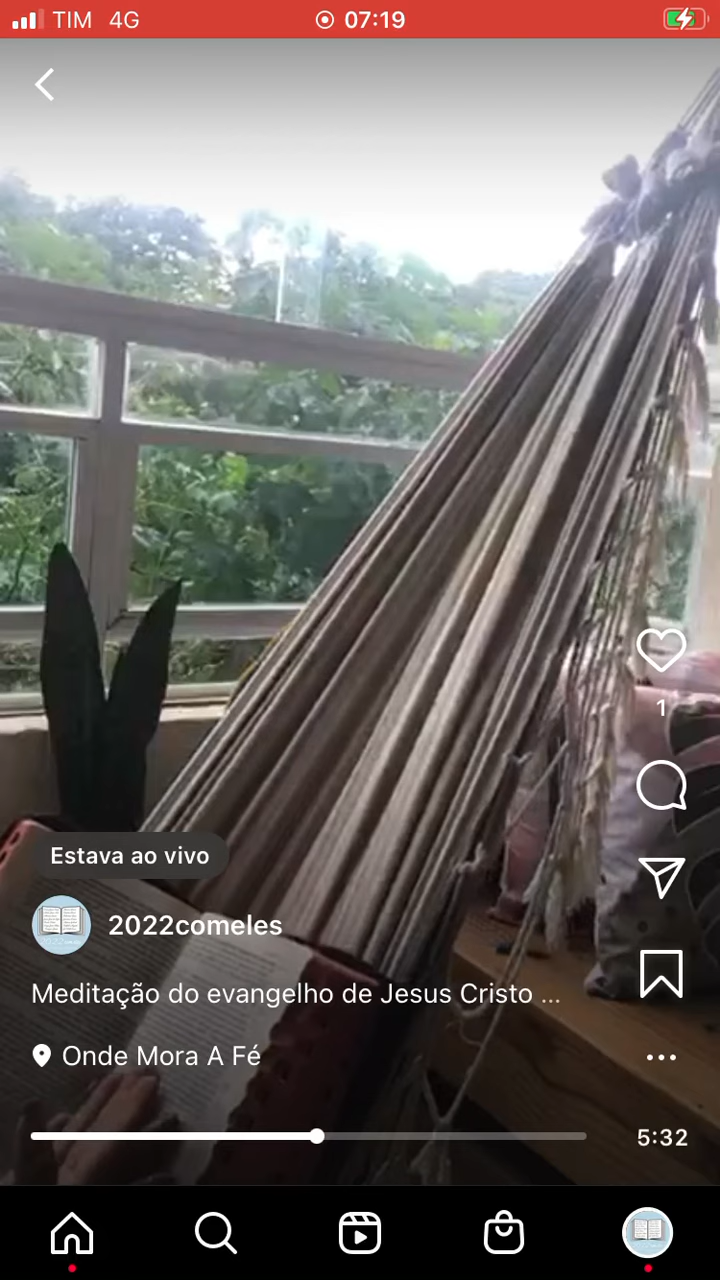 TIM 4G 07:19
Estava ao vivo
2022comeles
Meditação do evangelho de Jesus Cristo ...
Onde Mora A Fé
1
5:32